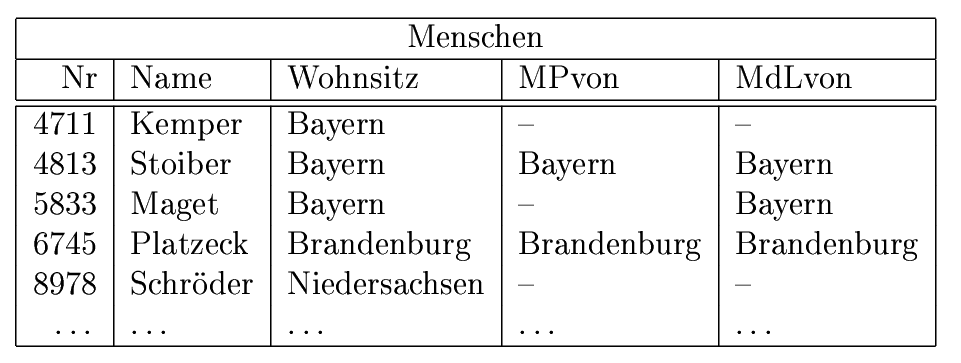 Menschen
Nr Name Wohnsitz MPvon MdLvon
4711 Kemper Bayern – –
4813 Stoiber Bayern Bayern Bayern
5833 Maget Bayern – Bayern
6745 Platzeck Brandenburg Brandenburg Brandenburg
8978 Schröder Niedersachsen – –
... ... ... ... ...